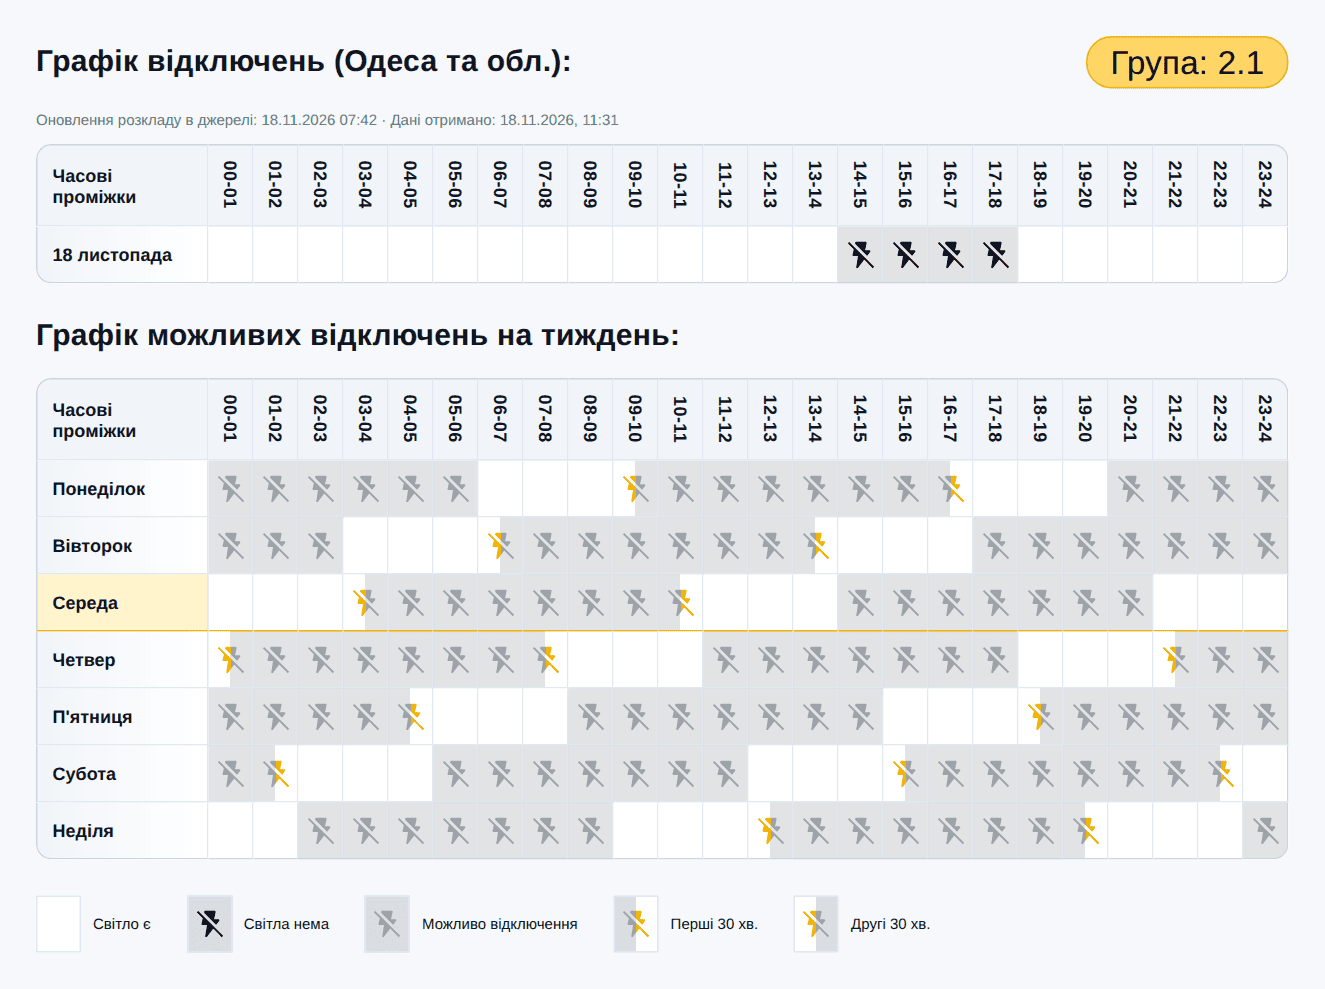 Графік відключень (Одеса та обл.):
Група: 2.1
Оновлення розкладу в джерелі: 18.11.2026 07:42 · Дані отримано: 18.11.2026, 11:31
Часові проміжки 00-01 01-02 02-03 03-04 04-05 05-06 06-07 07-08 08-09 09-10 10-11 11-12 12-13 13-14 14-15 15-16 16-17 17-18 18-19 19-20 20-21 21-22 22-23 23-24
18 листопада
Графік можливих відключень на тиждень:
Часові проміжки 00-01 01-02 02-03 03-04 04-05 05-06 06-07 07-08 08-09 09-10 10-11 11-12 12-13 13-14 14-15 15-16 16-17 17-18 18-19 19-20 20-21 21-22 22-23 23-24
Понеділок
Вівторок
Середа
Четвер
П'ятниця
Субота
Неділя
Світло є
Світла нема
Можливо відключення
Перші 30 хв.
Другі 30 хв.